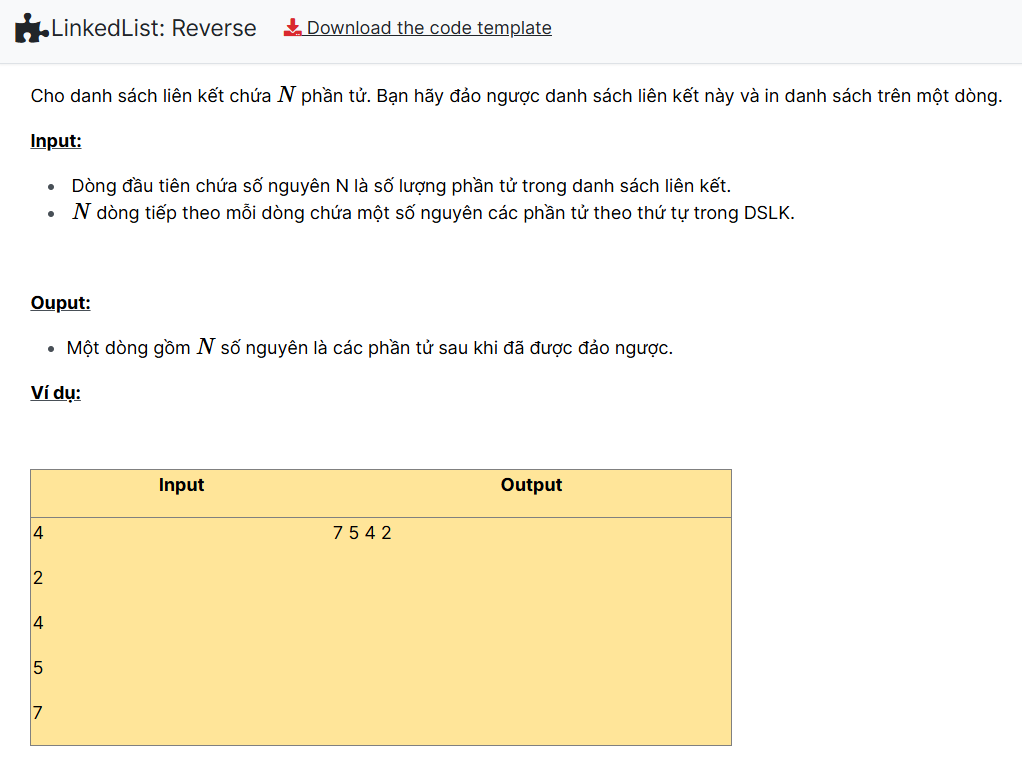 LinkedList: Reverse Download the code template
Cho danh sách liên kết chứa N phần tử. Bạn hãy đảo ngược danh sách liên kết này và in danh sách trên một dòng.
Input:
Dòng đầu tiên chứa số nguyên N là số lượng phần tử trong danh sách liên kết.
N dòng tiếp theo mỗi dòng chứa một số nguyên các phần tử theo thứ tự trong DSLK.
Ouput:
Một dòng gồm N số nguyên là các phần tử sau khi đã được đảo ngược.
Ví dụ:
Input Output
4 7 5 4 2
2
4
5
7